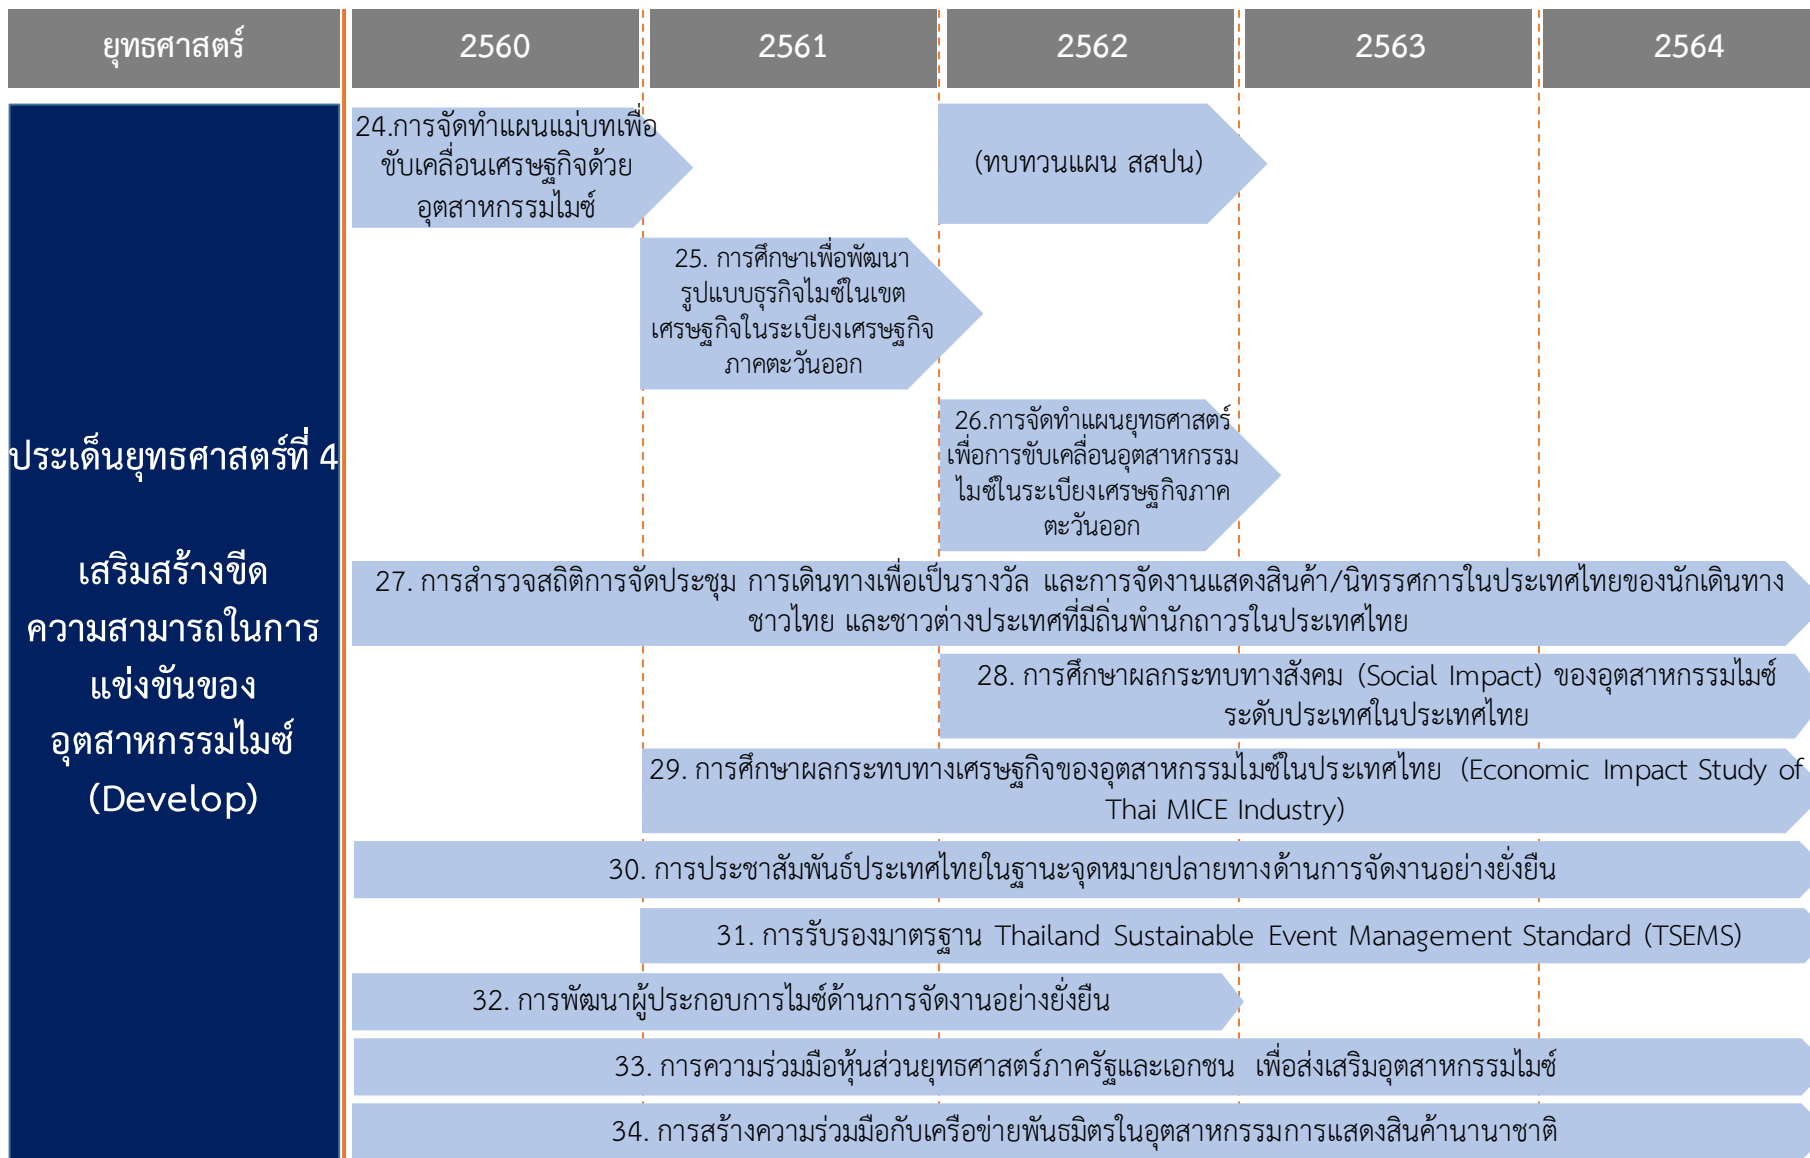 ยุทธศาสตร์ 2560 2561 2562 2563 2564
ประเด็นยุทธศาสตร์ที่ 4
เสริมสร้างขีด
ความสามารถในการ
แข่งขันของ
อุตสาหกรรมไมซ์
(Develop)
24.การจัดทำแผนแม่บทเพื่อ
ขับเคลื่อนเศรษฐกิจด้วย
อุตสาหกรรมไมซ์
(ทบทวนแผน สสปน)
25. การศึกษาเพื่อพัฒนา
รูปแบบธุรกิจไมซ์ในเขต
เศรษฐกิจในระเบียงเศรษฐกิจ
ภาคตะวันออก
26.การจัดทำแผนยุทธศาสตร์
เพื่อการขับเคลื่อนอุตสาหกรรม
ไมซ์ในระเบียงเศรษฐกิจภาค
ตะวันออก
27. การสำรวจสถิติการจัดประชุม การเดินทางเพื่อเป็นรางวัล และการจัดงานแสดงสินค้า/นิทรรศการในประเทศไทยของนักเดินทาง
ชาวไทย และชาวต่างประเทศที่มีถิ่นพำนักถาวรในประเทศไทย
28. การศึกษาผลกระทบทางสังคม (Social Impact) ของอุตสาหกรรมไมซ์
ระดับประเทศในประเทศไทย
29. การศึกษาผลกระทบทางเศรษฐกิจของอุตสาหกรรมไมซ์ในประเทศไทย (Economic Impact Study of
Thai MICE Industry)
30. การประชาสัมพันธ์ประเทศไทยในฐานะจุดหมายปลายทางด้านการจัดงานอย่างยั่งยืน
31. การรับรองมาตรฐาน Thailand Sustainable Event Management Standard (TSEMS)
32. การพัฒนาผู้ประกอบการไมซ์ด้านการจัดงานอย่างยั่งยืน
33. การความร่วมมือหุ้นส่วนยุทธศาสตร์ภาครัฐและเอกชน เพื่อส่งเสริมอุตสาหกรรมไมซ์
34. การสร้างความร่วมมือกับเครือข่ายพันธมิตรในอุตสาหกรรมการแสดงสินค้านานาชาติ